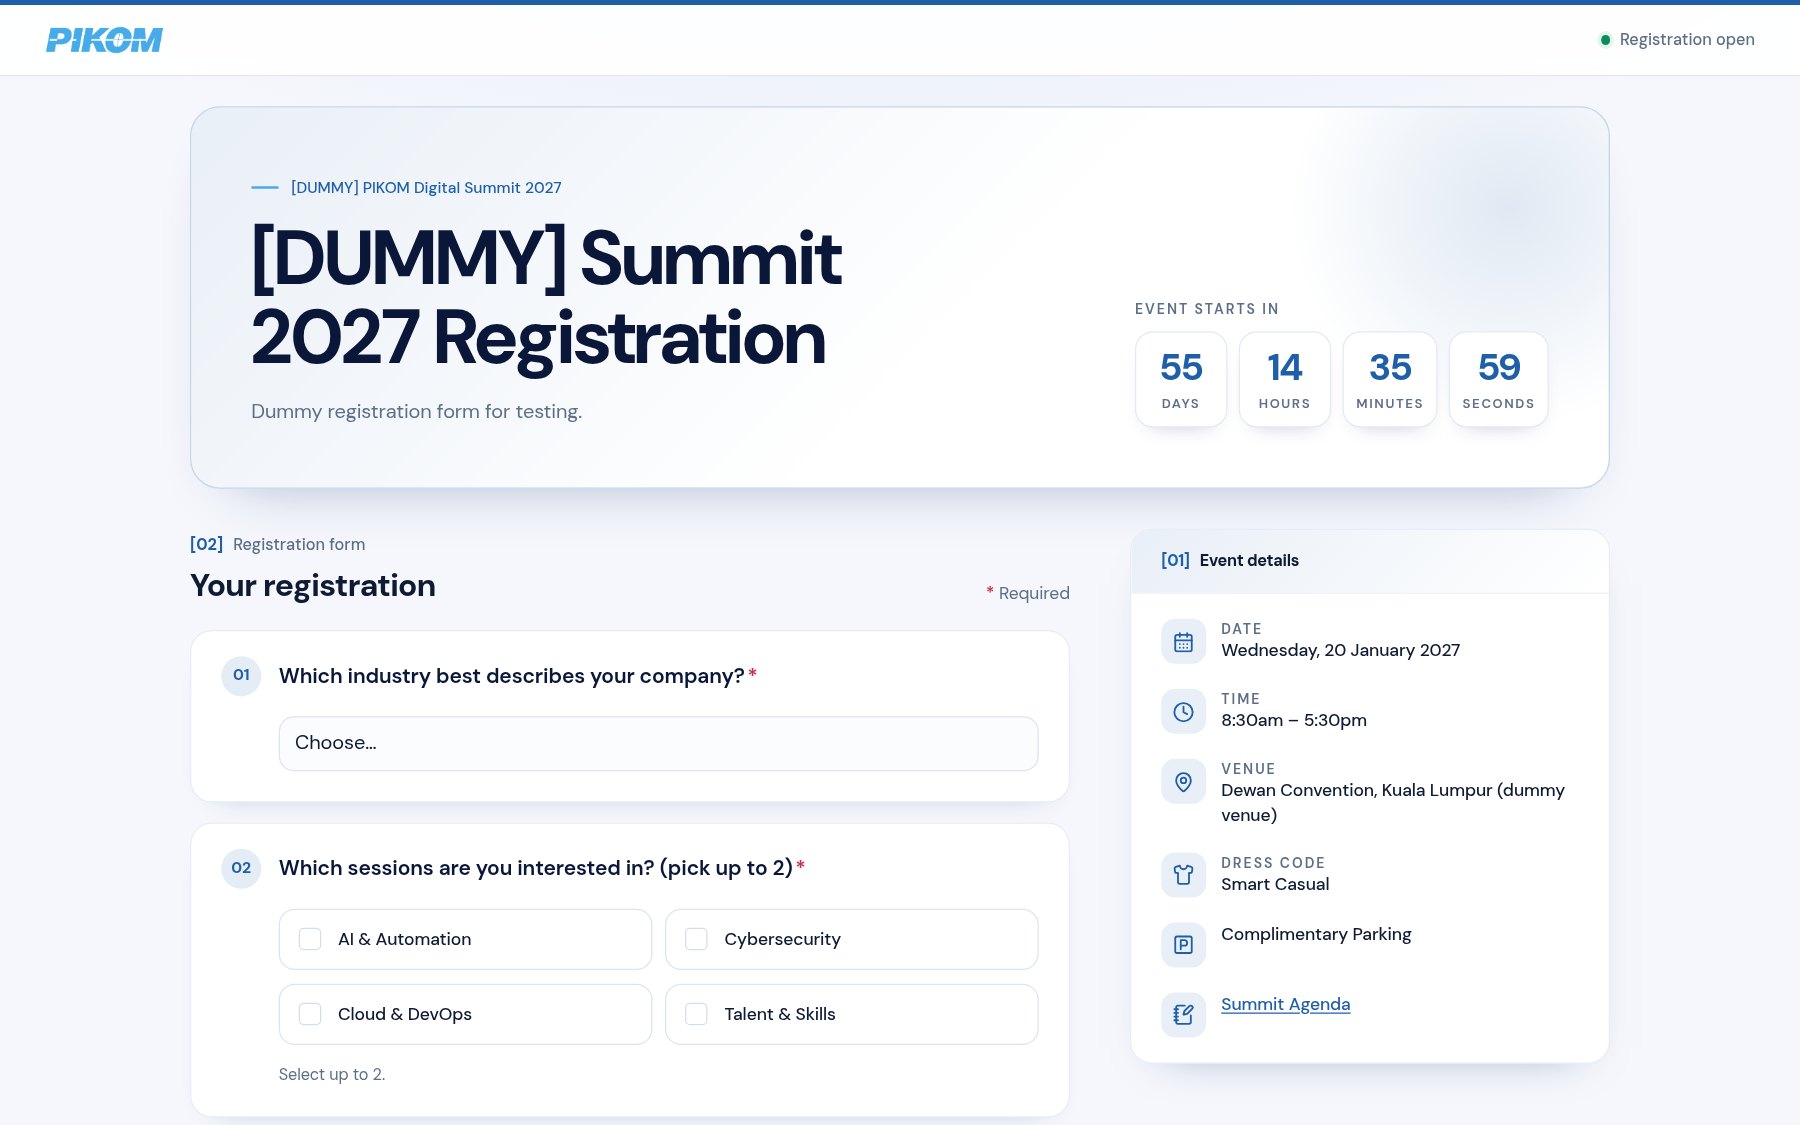 PIKOM
Registration open
[DUMMY] PIKOM Digital Summit 2027
[DUMMY] Summit
2027 Registration
Dummy registration form for testing.
EVENT STARTS IN
55 14 35 59
DAYS HOURS MINUTES SECONDS
[02] Registration form
Your registration
* Required
01 Which industry best describes your company?*
Choose...
02 Which sessions are you interested in? (pick up to 2)*
AI & Automation
Cybersecurity
Cloud & DevOps
Talent & Skills
Select up to 2.
[01] Event details
DATE
Wednesday, 20 January 2027
TIME
8:30am – 5:30pm
VENUE
Dewan Convention, Kuala Lumpur (dummy
venue)
DRESS CODE
Smart Casual
P
Complimentary Parking
Summit Agenda